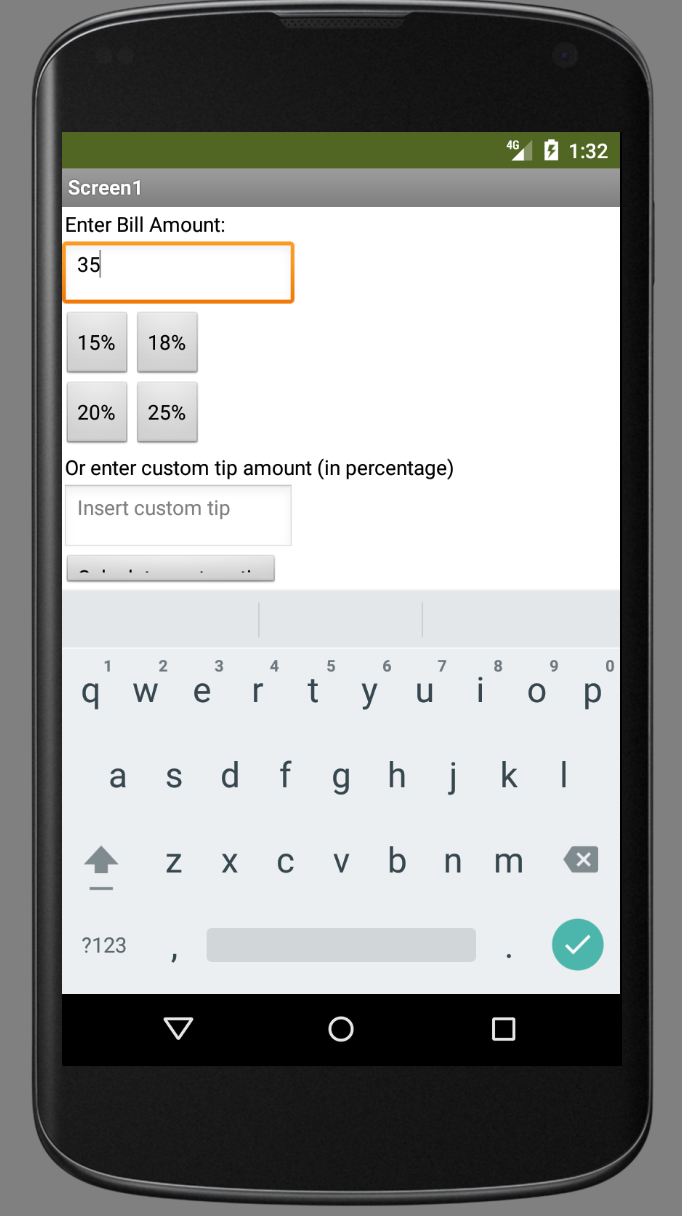 4G 1:32
Screen1
Enter Bill Amount:
35
15% 18%
20% 25%
Or enter custom tip amount (in percentage)
Insert custom tip
1 2 3 4 5 6 7 8 9 0
q w e r t y u i o p
a s d f g h j k l
z x c v b n m
?123 , .